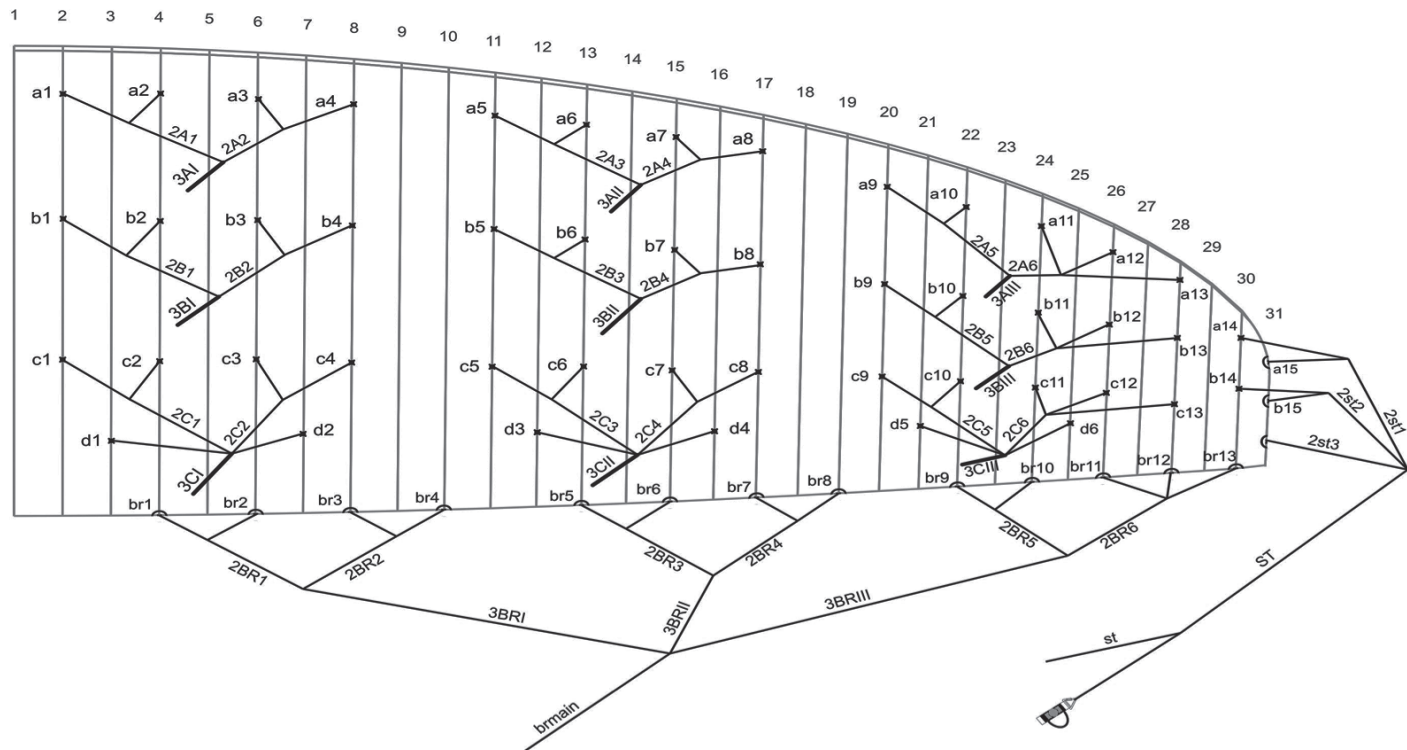 1 2 3 4 5 6 7 8 9 10 11 12 13 14 15 16 17 18 19 20 21 22 23 24 25 26 27 28 29 30 31
a1 a2 a3 a4 a5 a6 a7 a8 a9 a10 a11 a12 a13 a14 a15
2A1 2A2 2A3 2A4 2A5 2A6
3AI 3AII 3AIII
b1 b2 b3 b4 b5 b6 b7 b8 b9 b10 b11 b12 b13 b14 b15
2B1 2B2 2B3 2B4 2B5 2B6
3BI 3BII 3BIII
c1 c2 c3 c4 c5 c6 c7 c8 c9 c10 c11 c12 c13
2C1 2C2 2C3 2C4 2C5 2C6
d1 d2 d3 d4 d5 d6
3CI 3CII 3CIII
2st1 2st2 2st3
br1 br2 br3 br4 br5 br6 br7 br8 br9 br10 br11 br12 br13
2BR1 2BR2 2BR3 2BR4 2BR5 2BR6
3BRI 3BRII 3BRIII
ST
st
brmain